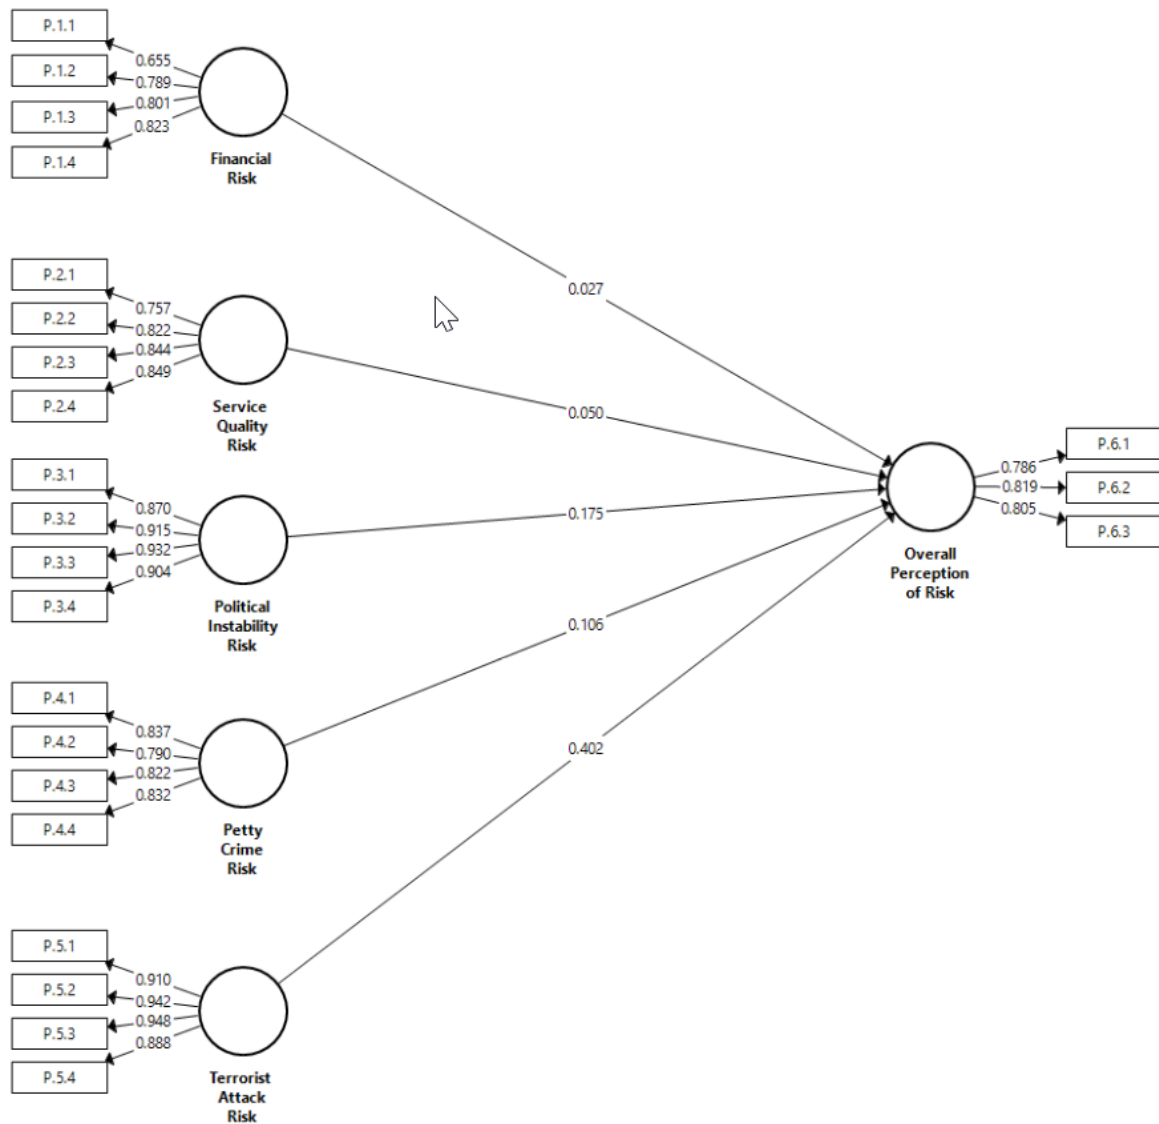 P.1.1
0.655
P.1.2
0.789
P.1.3
0.801
0.823
P.1.4
Financial
Risk
0.027
P.2.1
0.757
P.2.2
0.822
P.2.3
0.844
0.849
P.2.4
Service
Quality
Risk
0.050
P.3.1
0.870
P.3.2
0.915
P.3.3
0.932
0.904
P.3.4
Political
Instability
Risk
0.175
P.4.1
0.837
P.4.2
0.790
P.4.3
0.822
0.832
P.4.4
Petty
Crime
Risk
0.106
P.5.1
0.910
P.5.2
0.942
P.5.3
0.948
0.888
P.5.4
Terrorist
Attack
Risk
0.402
P.6.1
0.786
P.6.2
0.819
0.805
P.6.3
Overall
Perception
of Risk